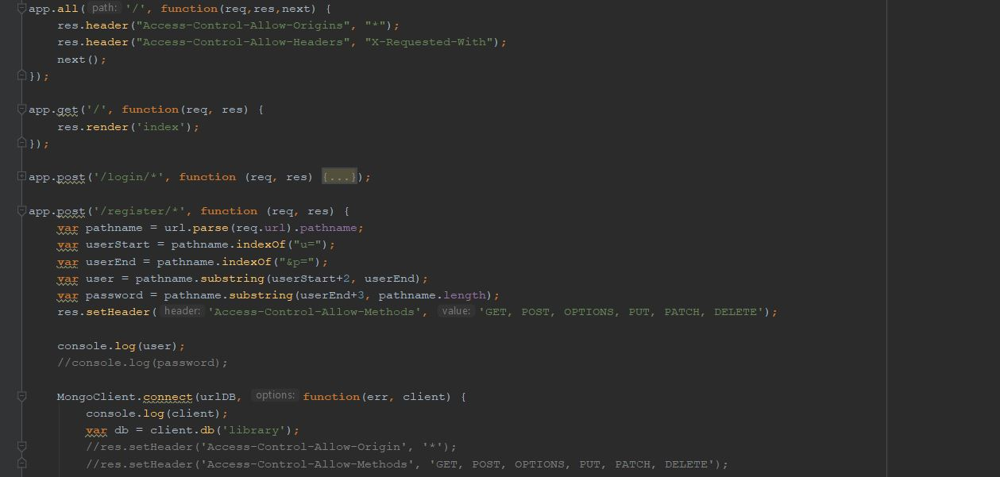 app.all( path: '/', function(req,res,next) {
res.header("Access-Control-Allow-Origins", "*");
res.header("Access-Control-Allow-Headers", "X-Requested-With");
next();
});
app.get('/', function(req, res) {
res.render('index');
});
app.post('/login/*', function (req, res) {...});
app.post('/register/*', function (req, res) {
var pathname = url.parse(req.url).pathname;
var userStart = pathname.indexOf("u=");
var userEnd = pathname.indexOf("&p=");
var user = pathname.substring(userStart+2, userEnd);
var password = pathname.substring(userEnd+3, pathname.length);
res.setHeader( header: 'Access-Control-Allow-Methods', value: 'GET, POST, OPTIONS, PUT, PATCH, DELETE');
console.log(user);
//console.log(password);
MongoClient.connect(urlDB, options: function(err, client) {
console.log(client);
var db = client.db('library');
//res.setHeader('Access-Control-Allow-Origin', '*');
//res.setHeader('Access-Control-Allow-Methods', 'GET, POST, OPTIONS, PUT, PATCH, DELETE');